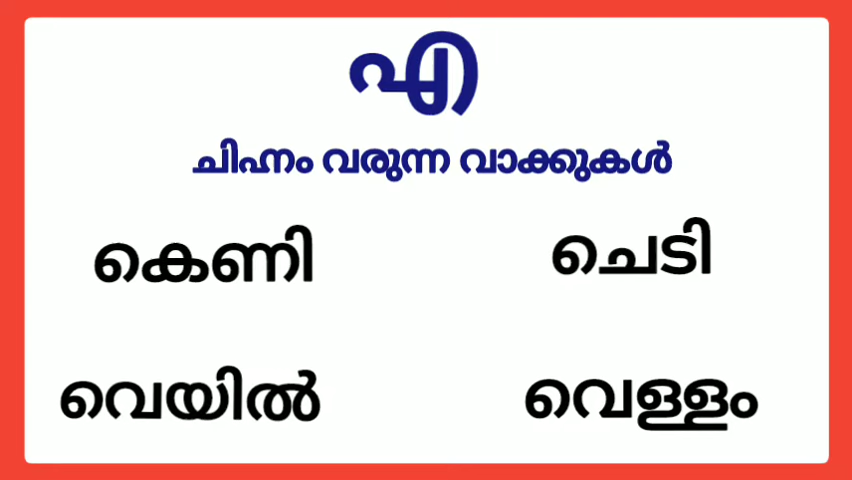 എ
ചിഹ്നം വരുന്ന വാക്കുകൾ
കെണി ചെടി
വെയിൽ വെള്ളം